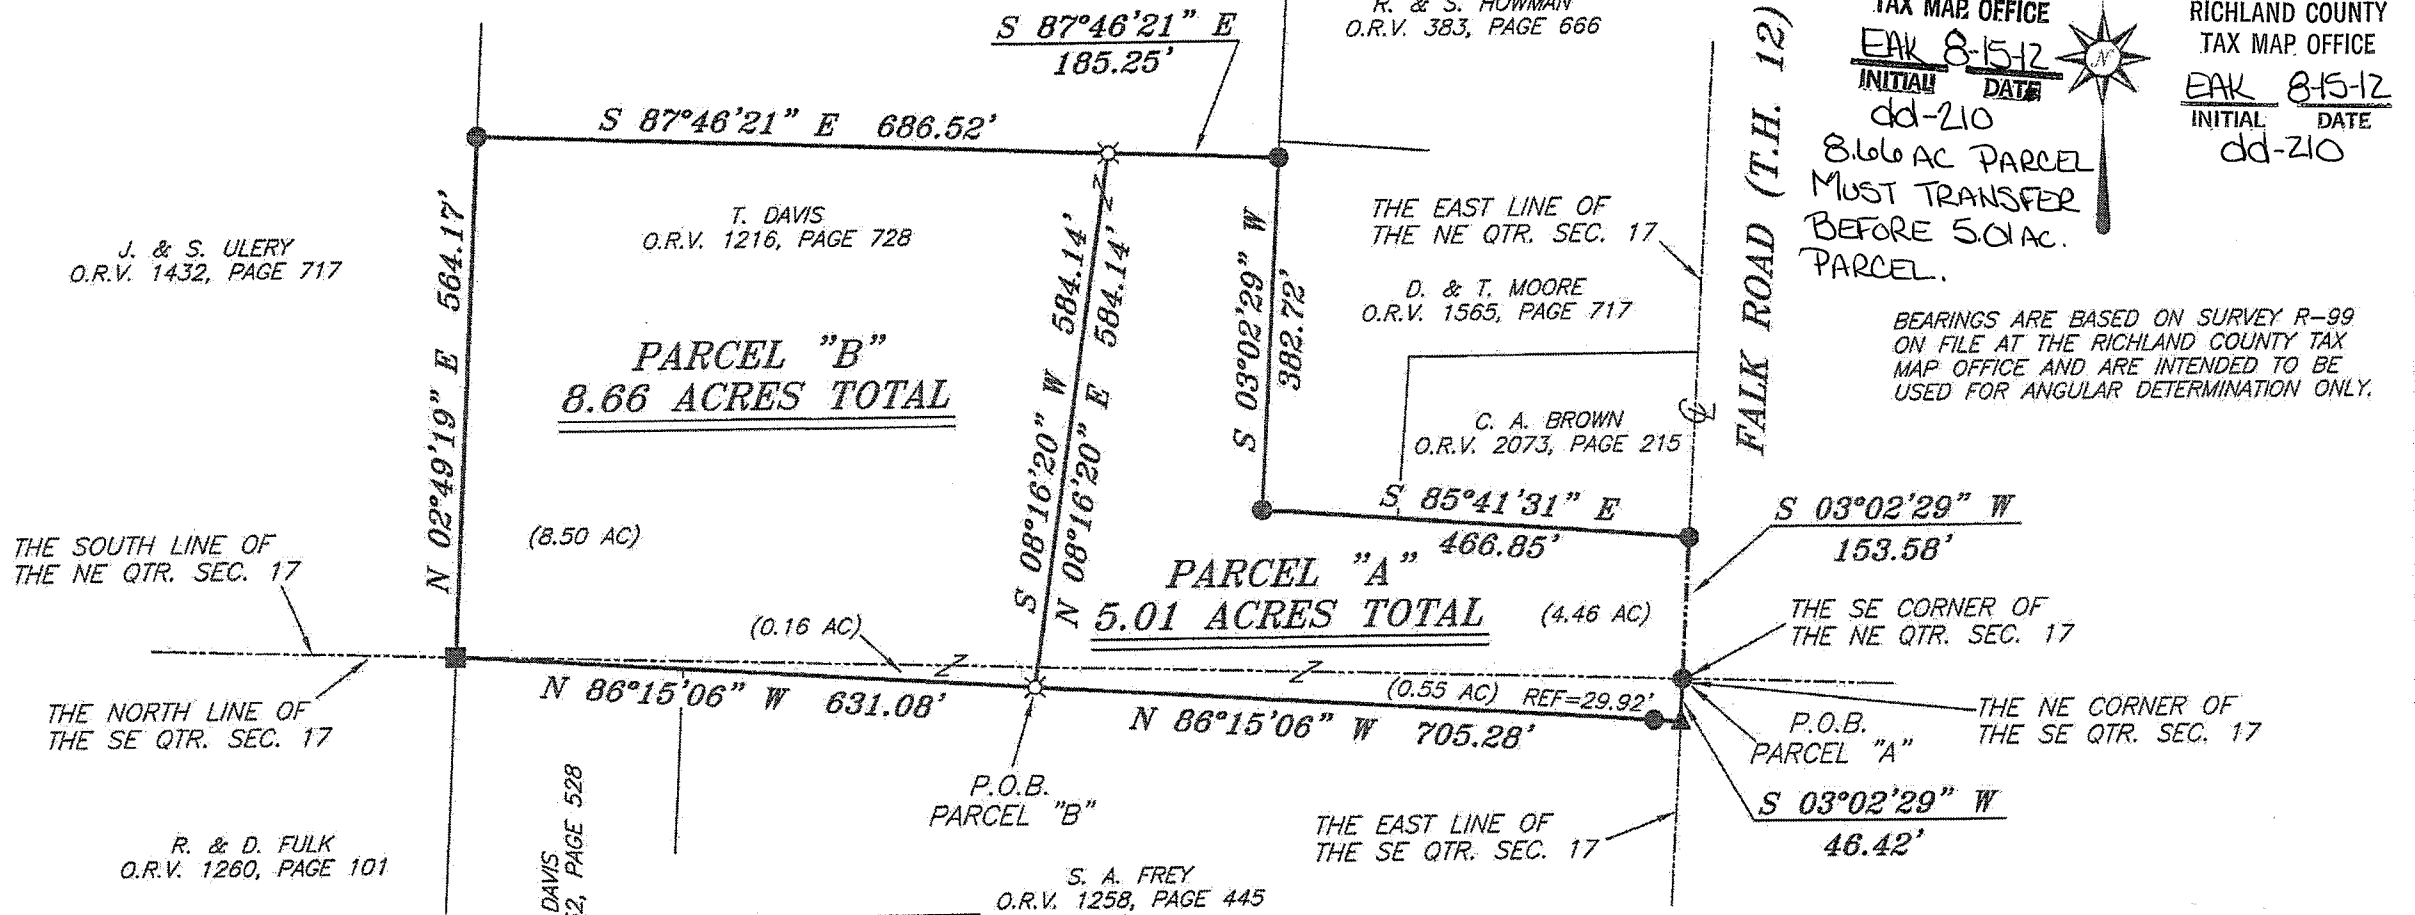 S 87°46'21" E
185.25'
R. & S. HOWMAN
O.R.V. 383, PAGE 666
FALK ROAD (T.H. 12)
TAX MAP OFFICE
EAK 8-15-12
INITIAL DATE
dd-210
8.66 AC PARCEL
MUST TRANSFER
BEFORE 5.01 AC.
PARCEL.
N
RICHLAND COUNTY
TAX MAP OFFICE
EAK 8-15-12
INITIAL DATE
dd-210
S 87°46'21" E 686.52'
J. & S. ULERY
O.R.V. 1432, PAGE 717
N 02°49'19" E 564.17'
T. DAVIS
O.R.V. 1216, PAGE 728
PARCEL "B"
8.66 ACRES TOTAL
S 08°16'20" W 584.14'
N 08°16'20" E 584.14'
S 03°02'29" W
382.72'
THE EAST LINE OF
THE NE QTR. SEC. 17
D. & T. MOORE
O.R.V. 1565, PAGE 717
BEARINGS ARE BASED ON SURVEY R-99
ON FILE AT THE RICHLAND COUNTY TAX
MAP OFFICE AND ARE INTENDED TO BE
USED FOR ANGULAR DETERMINATION ONLY.
C. A. BROWN
O.R.V. 2073, PAGE 215
S 85°41'31" E
466.85'
S 03°02'29" W
153.58'
THE SOUTH LINE OF
THE NE QTR. SEC. 17
(8.50 AC)
PARCEL "A"
5.01 ACRES TOTAL
(0.16 AC)
(4.46 AC)
THE SE CORNER OF
THE NE QTR. SEC. 17
THE NORTH LINE OF
THE SE QTR. SEC. 17
N 86°15'06" W 631.08'
(0.55 AC) REF=29.92'
N 86°15'06" W 705.28'
P.O.B.
PARCEL "A"
THE NE CORNER OF
THE SE QTR. SEC. 17
P.O.B.
PARCEL "B"
S 03°02'29" W
46.42'
THE EAST LINE OF
THE SE QTR. SEC. 17
R. & D. FULK
O.R.V. 1260, PAGE 101
DAVIS
52, PAGE 528
S. A. FREY
O.R.V. 1258, PAGE 445